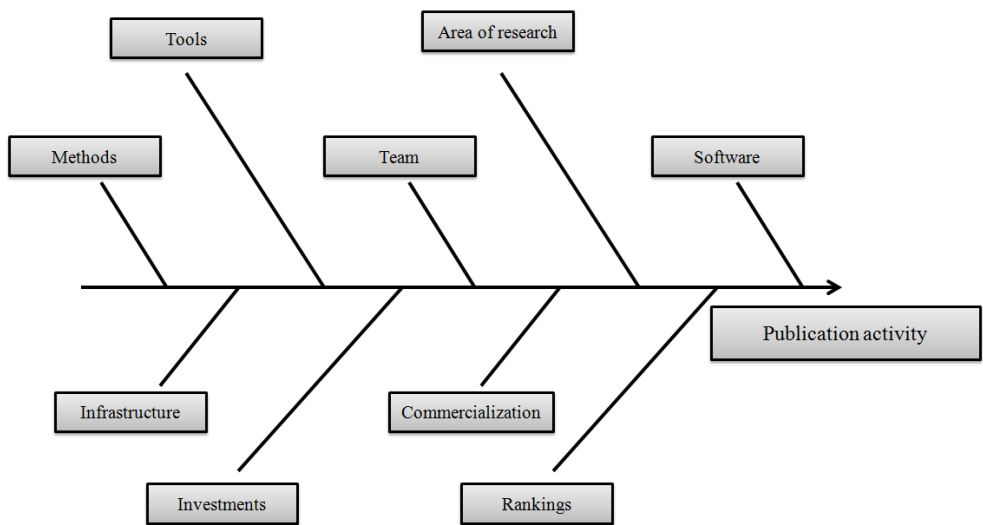 Tools
Area of research
Methods
Team
Software
Publication activity
Infrastructure
Commercialization
Investments
Rankings